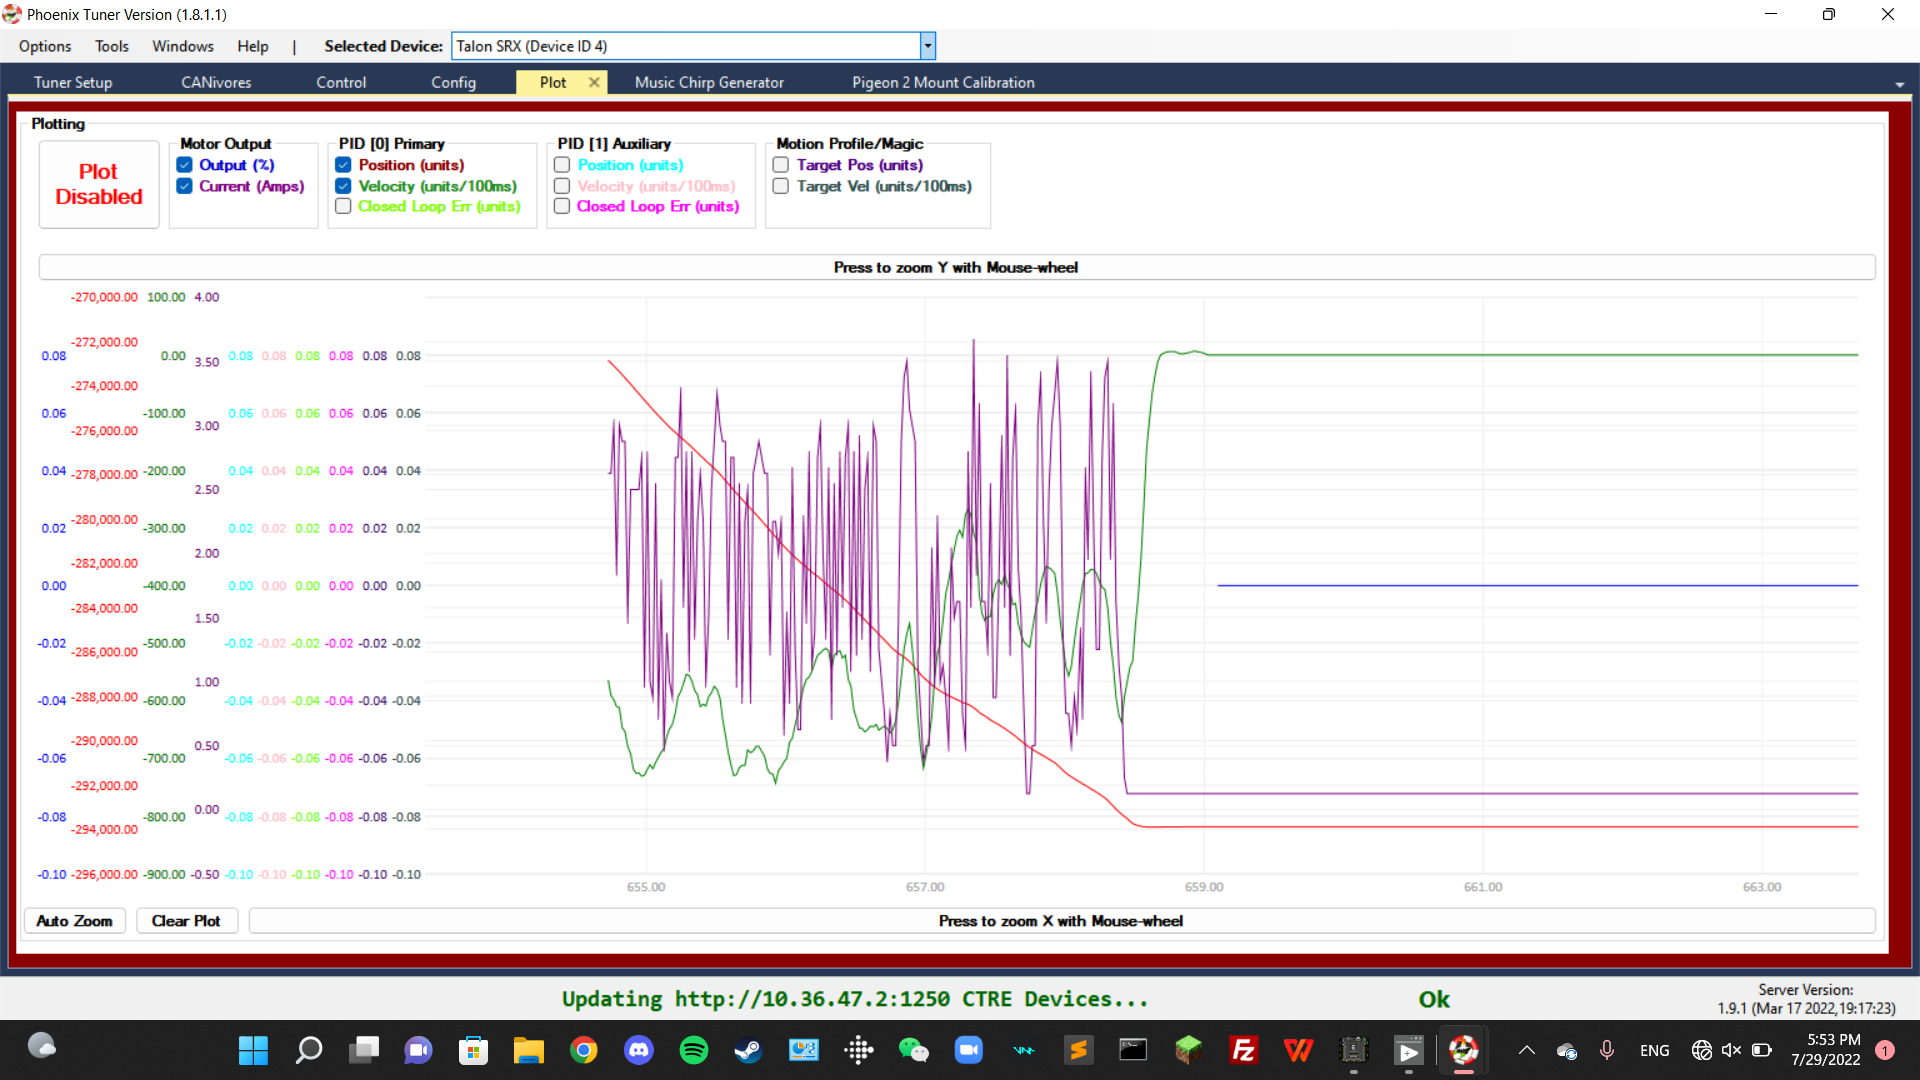 Phoenix Tuner Version (1.8.1.1)
Options Tools Windows Help | Selected Device: Talon SRX (Device ID 4)
Tuner Setup CANivores Control Config Plot Music Chirp Generator Pigeon 2 Mount Calibration
Plotting
Plot
Disabled
Motor Output
Output (%)
Current (Amps)
PID [0] Primary
Position (units)
Velocity (units/100ms)
Closed Loop Err (units)
PID [1] Auxiliary
Position (units)
Velocity (units/100ms)
Closed Loop Err (units)
Motion Profile/Magic
Target Pos (units)
Target Vel (units/100ms)
Press to zoom Y with Mouse-wheel
-270,000.00 100.00 4.00
-272,000.00
0.08 0.00 0.08 0.08 0.08 0.08 0.08 0.08
3.50
-274,000.00
0.06 -100.00 0.06 0.06 0.06 0.06 0.06 0.06
3.00
-276,000.00
0.04 -278,000.00 -200.00 0.04 0.04 0.04 0.04 0.04 0.04
2.50
-280,000.00
0.02 -300.00 0.02 0.02 0.02 0.02 0.02 0.02
2.00
-282,000.00
0.00 -400.00 0.00 0.00 0.00 0.00 0.00 0.00
-284,000.00
1.50
-0.02 -286,000.00 -500.00 -0.02 -0.02 -0.02 -0.02 -0.02 -0.02
1.00
-0.04 -288,000.00 -600.00 -0.04 -0.04 -0.04 -0.04 -0.04 -0.04
-290,000.00
0.50
-0.06 -700.00 -0.06 -0.06 -0.06 -0.06 -0.06 -0.06
-292,000.00
0.00
-0.08 -800.00 -0.08 -0.08 -0.08 -0.08 -0.08 -0.08
-294,000.00
-0.10 -296,000.00 -900.00 -0.50 -0.10 -0.10 -0.10 -0.10 -0.10 -0.10
655.00 657.00 659.00 661.00 663.00
Auto Zoom Clear Plot Press to zoom X with Mouse-wheel
Updating http://10.36.47.2:1250 CTRE Devices... Ok
Server Version:
1.9.1 (Mar 17 2022,19:17:23)
ENG
5:53 PM
7/29/2022
1